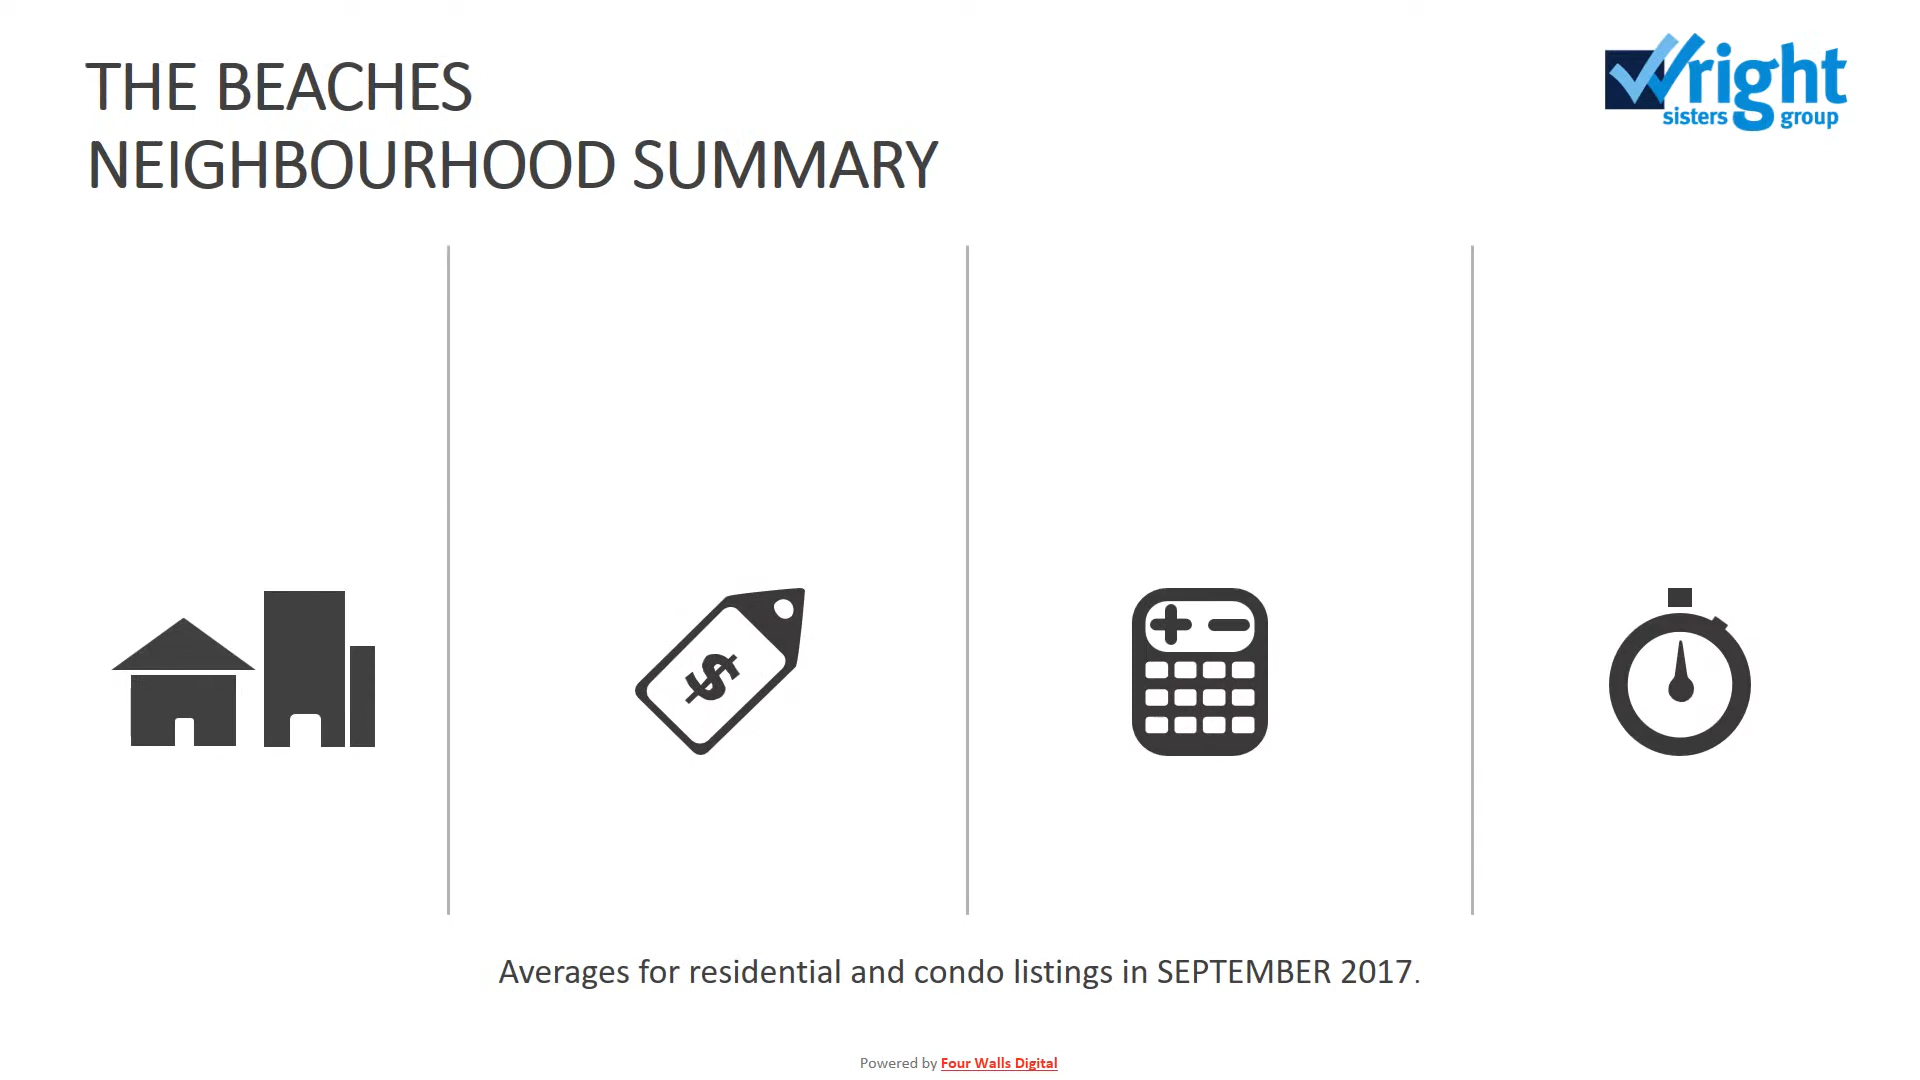 THE BEACHES
NEIGHBOURHOOD SUMMARY
Wright
sisters group
$
Averages for residential and condo listings in SEPTEMBER 2017.
Powered by Four Walls Digital